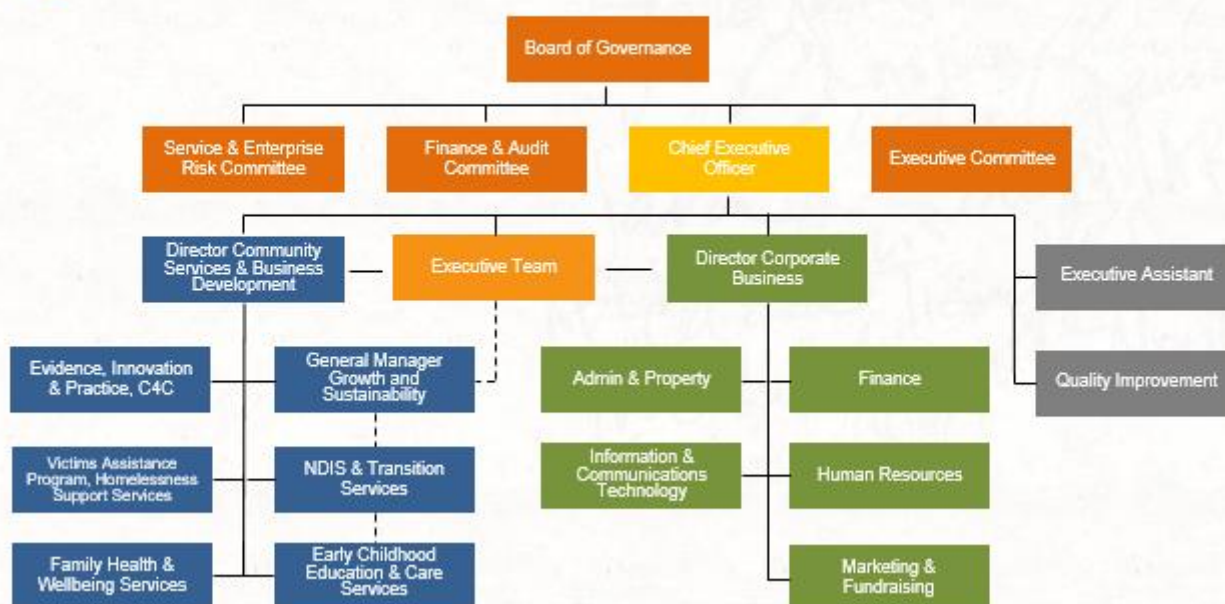 Board of Governance
Service & Enterprise
Risk Committee
Finance & Audit
Committee
Chief Executive
Officer
Executive Committee
Director Community
Services & Business
Development
Executive Team
Director Corporate
Business
Executive Assistant
Evidence, Innovation
& Practice, C4C
General Manager
Growth and
Sustainability
Admin & Property
Finance
Quality Improvement
Victims Assistance
Program, Homelessness
Support Services
NDIS & Transition
Services
Information &
Communications
Technology
Human Resources
Family Health &
Wellbeing Services
Early Childhood
Education & Care
Services
Marketing &
Fundraising